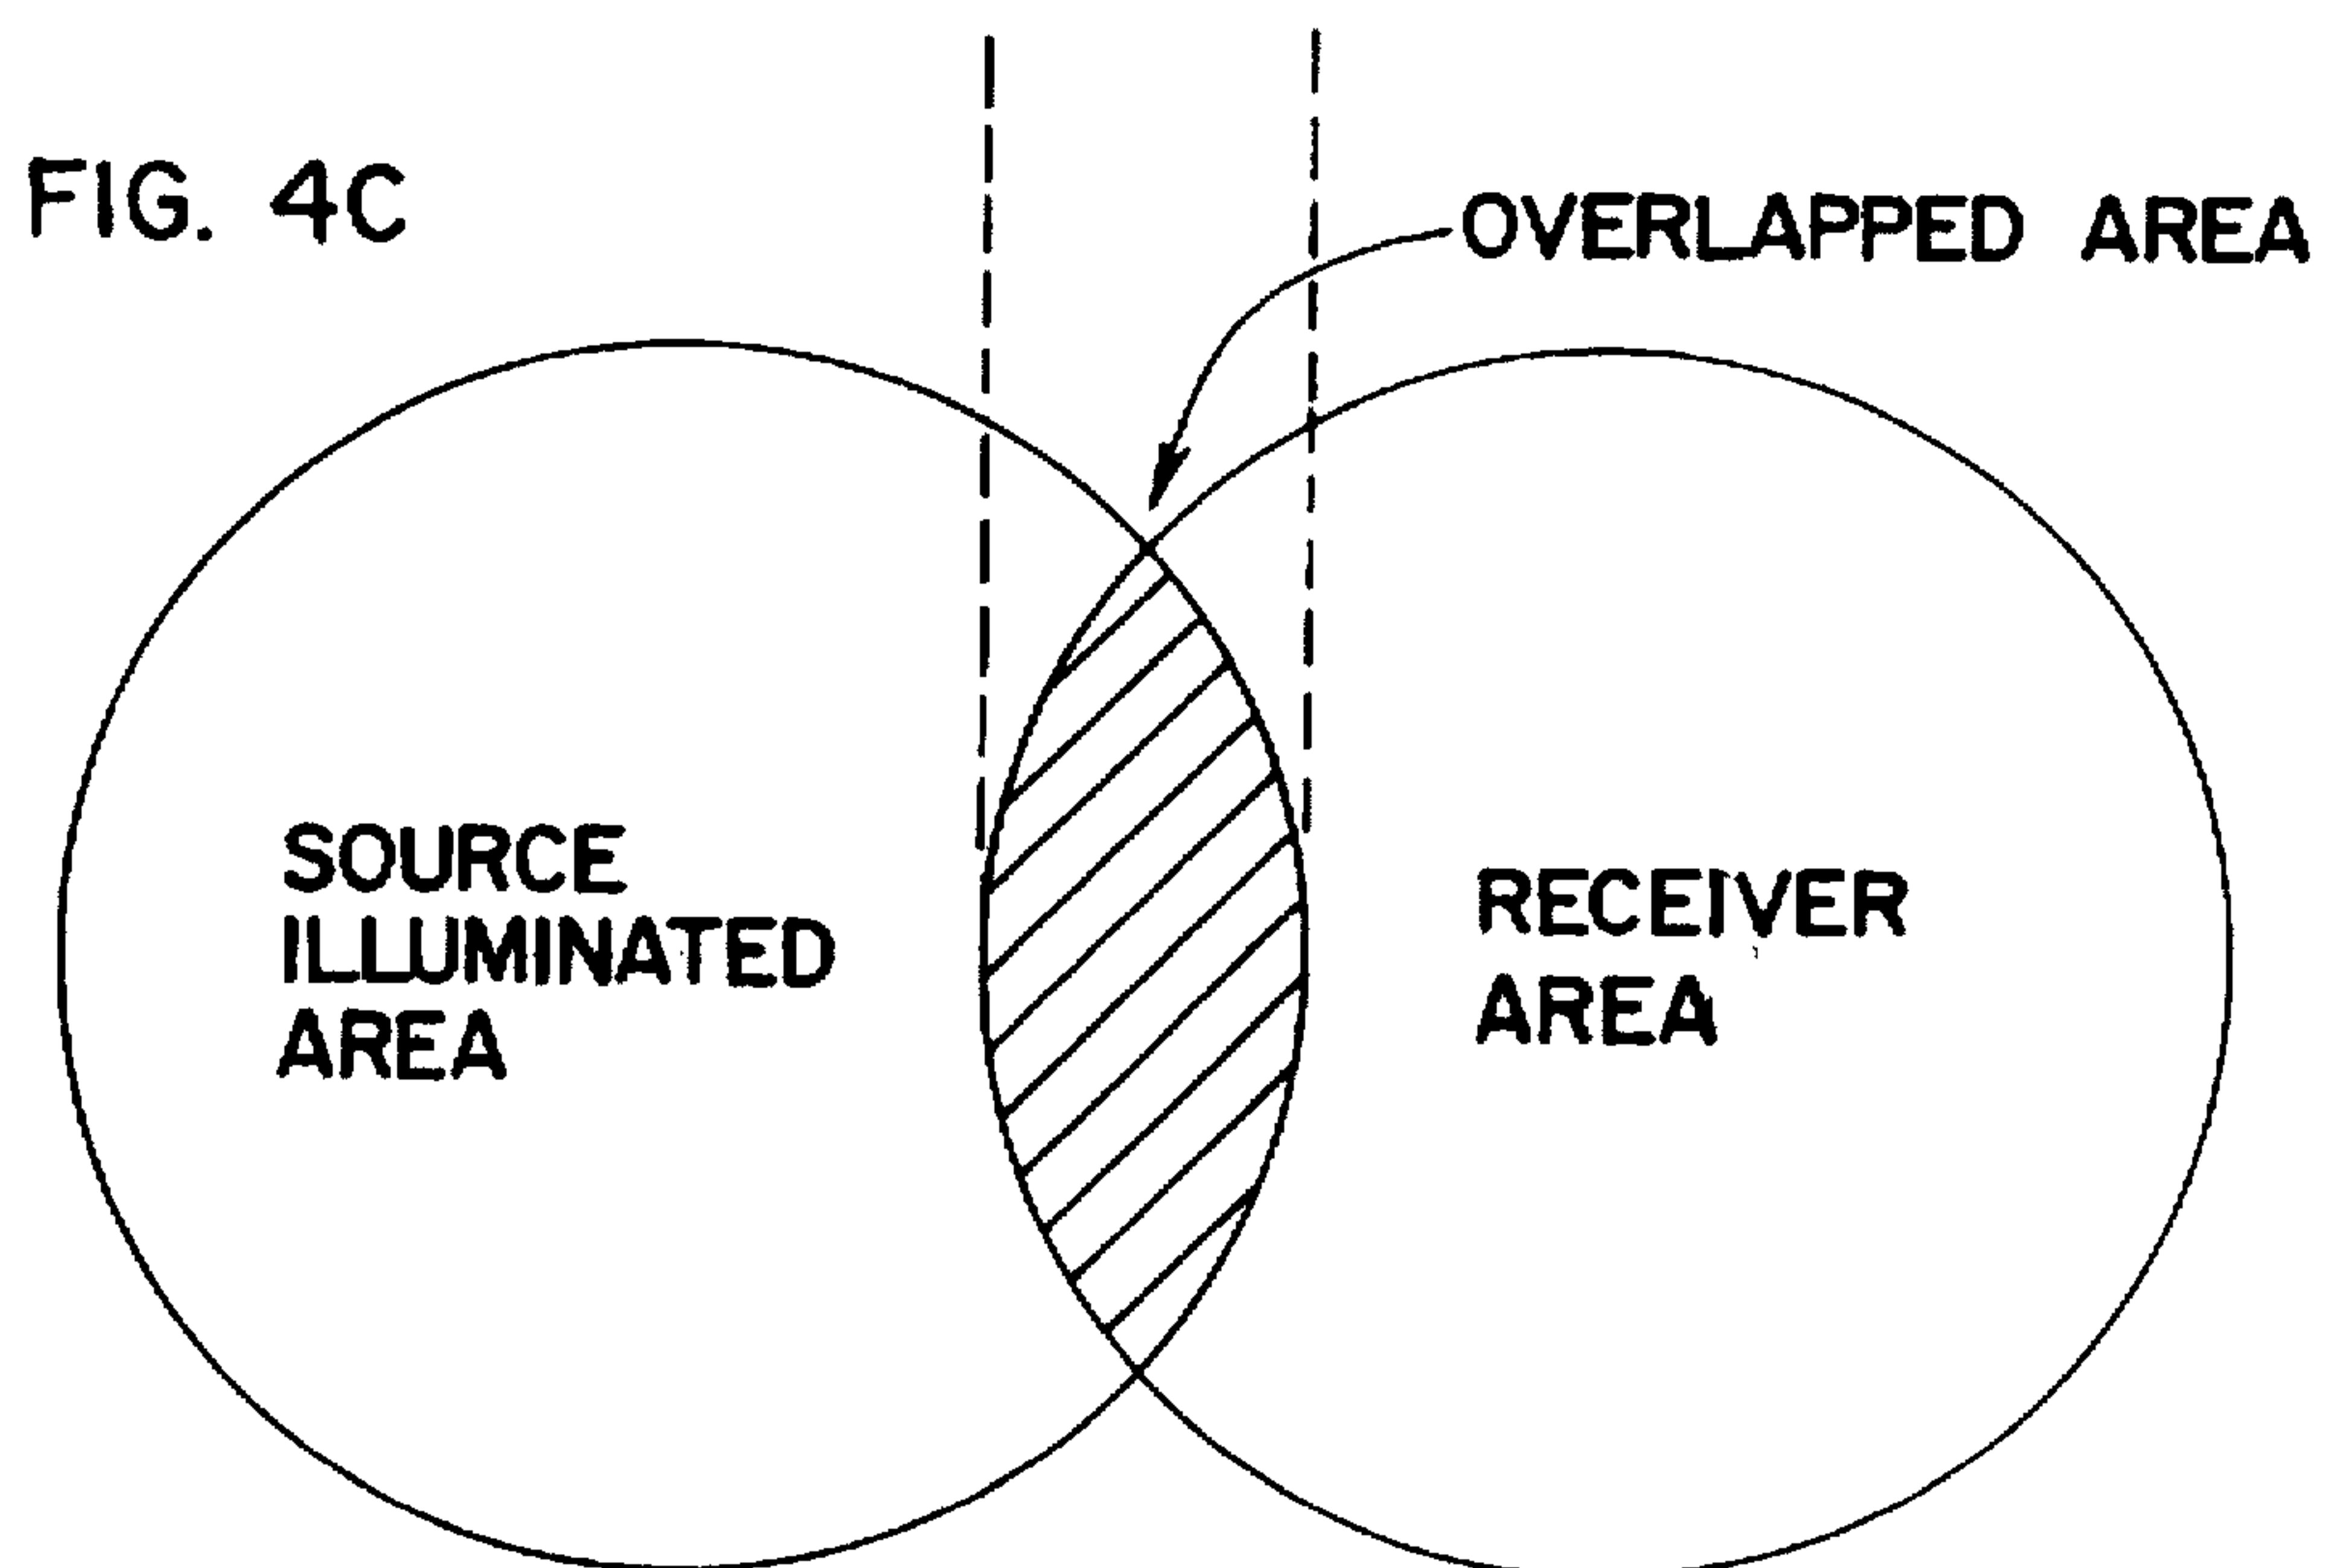 FIG. 4C
OVERLAPPED AREA
SOURCE
ILLUMINATED
AREA
RECEIVER
AREA